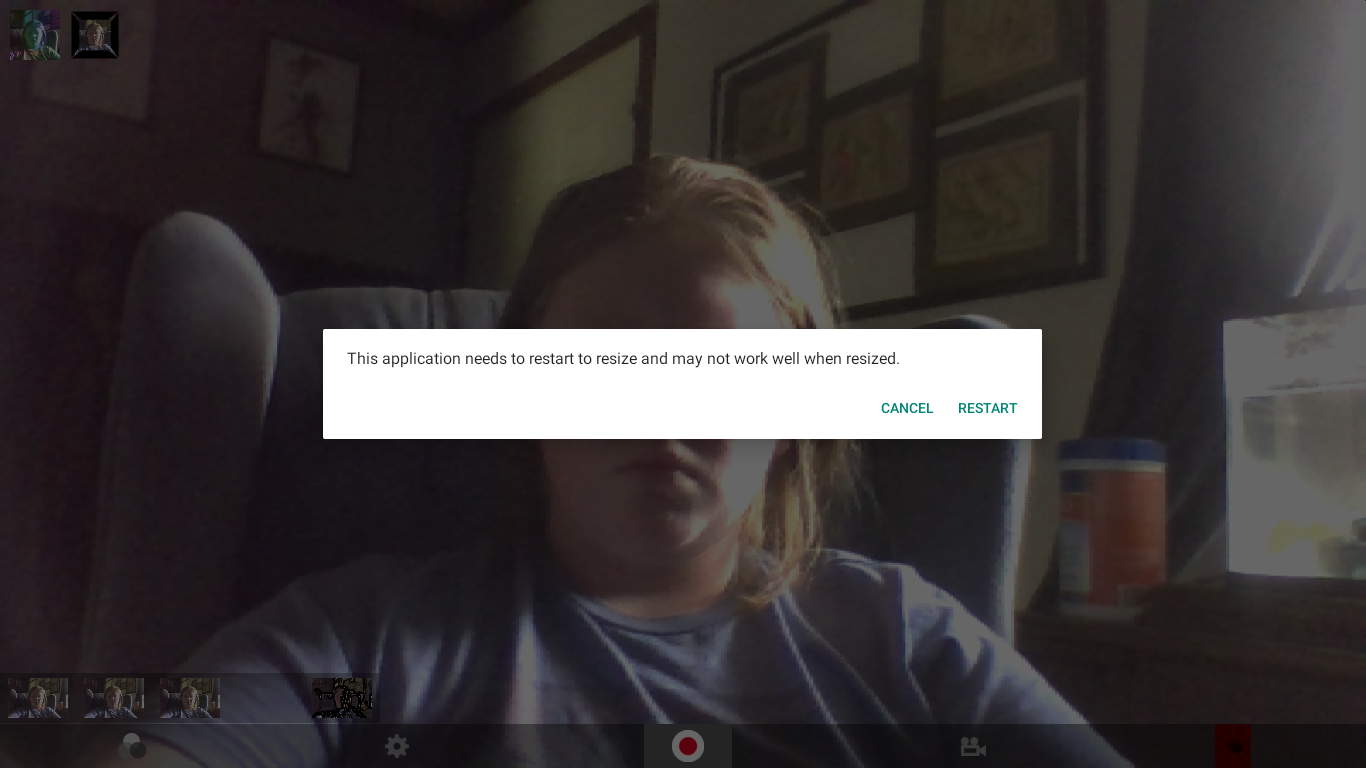 This application needs to restart to resize and may not work well when resized.
CANCEL
RESTART